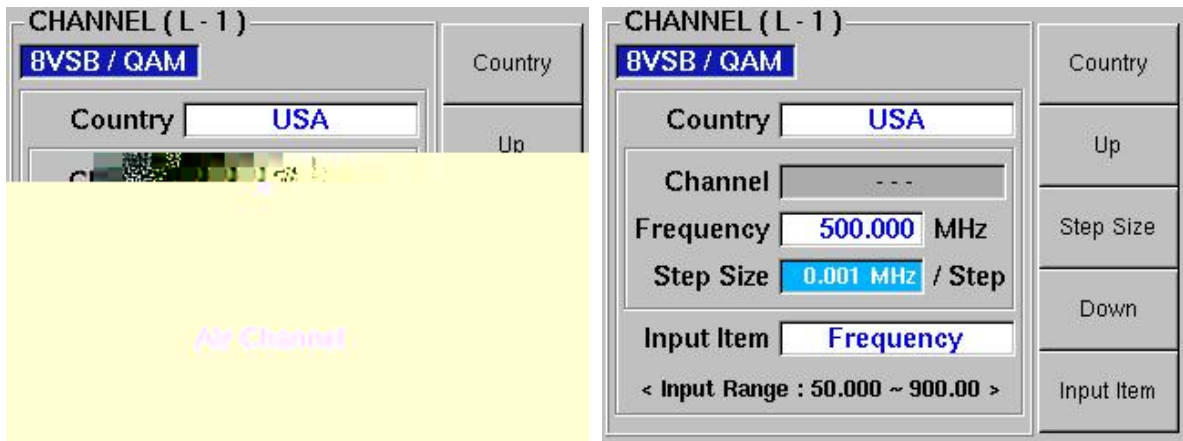 CHANNEL ( L - 1 )
8VSB / QAM
Country USA
Country
Up
Air Channel
CHANNEL ( L - 1 )
8VSB / QAM
Country USA
Channel - - -
Frequency 500.000 MHz
Step Size 0.001 MHz / Step
Input Item Frequency
< Input Range : 50.000 ~ 900.00 >
Country
Up
Step Size
Down
Input Item